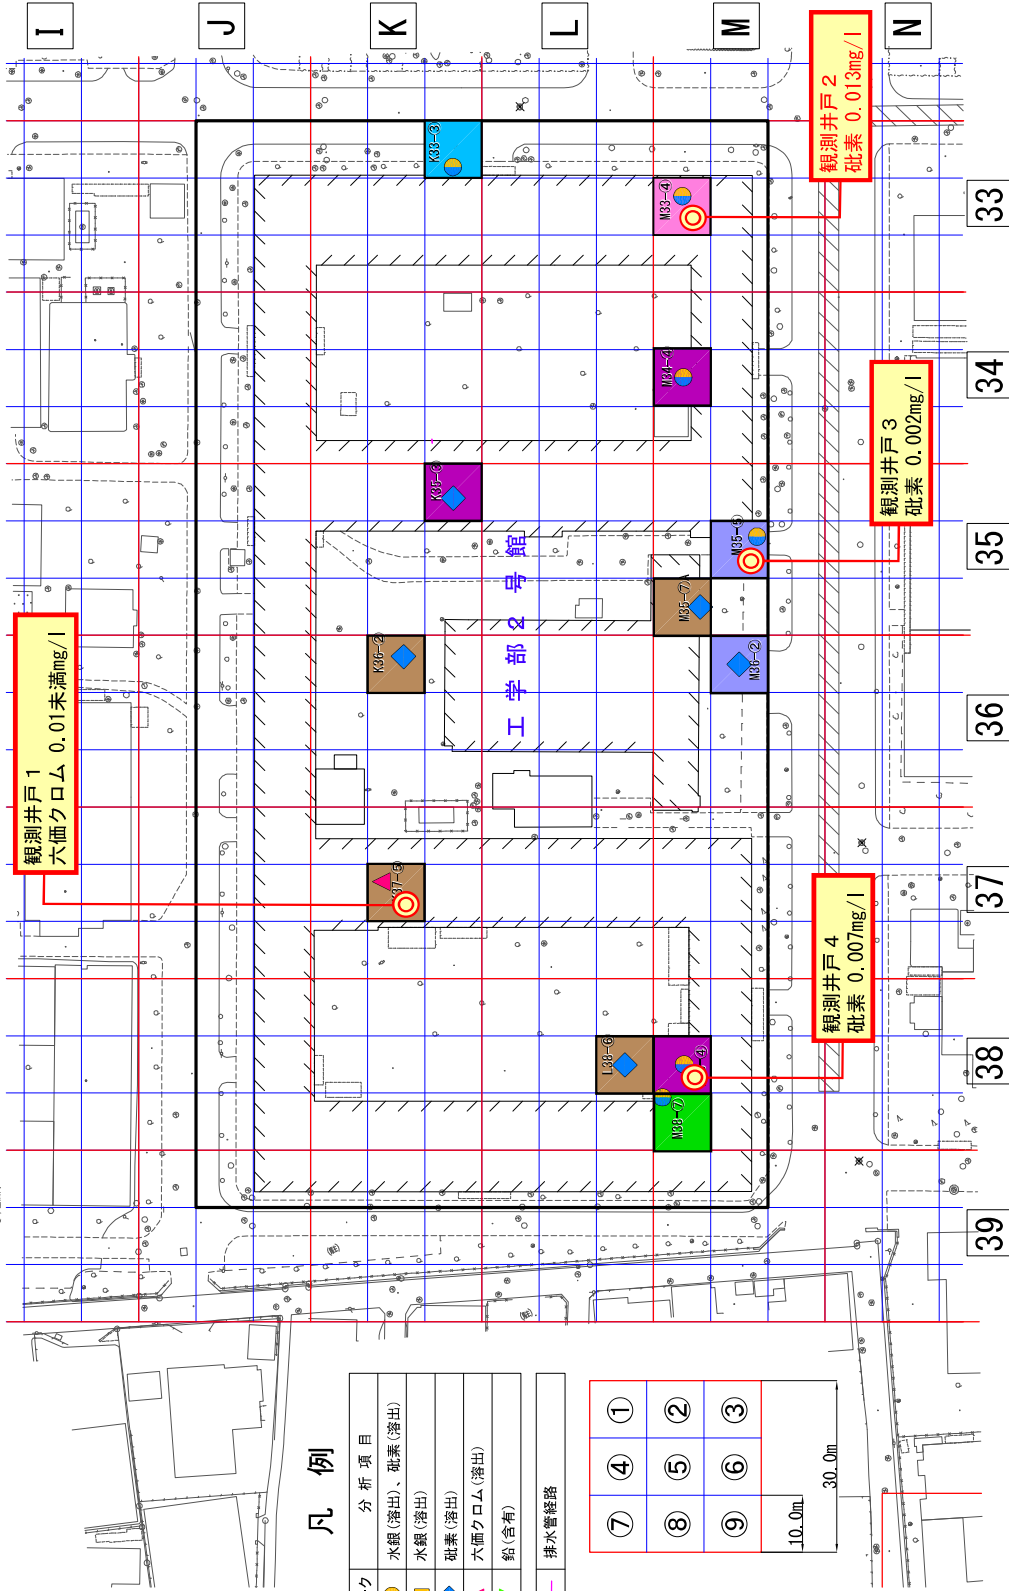 I
J
K
L
M
N
33
34
35
36
37
38
39
観測井戸１
六価クロム 0.01未満mg/l
観測井戸２
砒素 0.013mg/l
観測井戸３
砒素 0.002mg/l
観測井戸４
砒素 0.007mg/l
工学部２号館
K33-③
M33-④
M34-④
M35-⑤
M35-⑦A
K36-②
M36-②
37-⑤
L38-6
-④
M38-⑦
凡例
ク
分析項目
水銀(溶出)、砒素(溶出)
水銀(溶出)
砒素(溶出)
六価クロム(溶出)
鉛(含有)
排水管経路
⑦ ④ ①
⑧ ⑤ ②
⑨ ⑥ ③
10.0m
30.0m